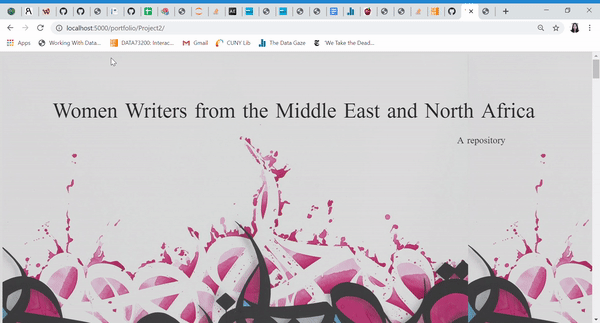 localhost:5000/portfolio/Project2/
Apps Working With Data... DATA73200: Interac... M Gmail CUNY Lib The Data Gaze 'We Take the Dead...
Women Writers from the Middle East and North Africa
A repository